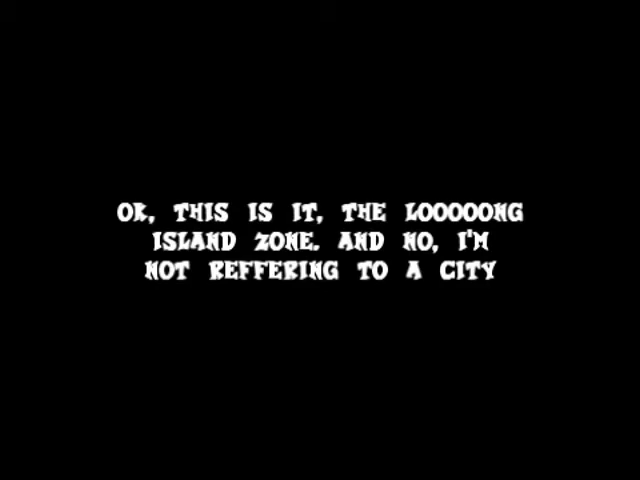 OK, THIS IS IT, THE LOOOOONG
ISLAND ZONE. AND NO, I'M
NOT REFFERING TO A CITY